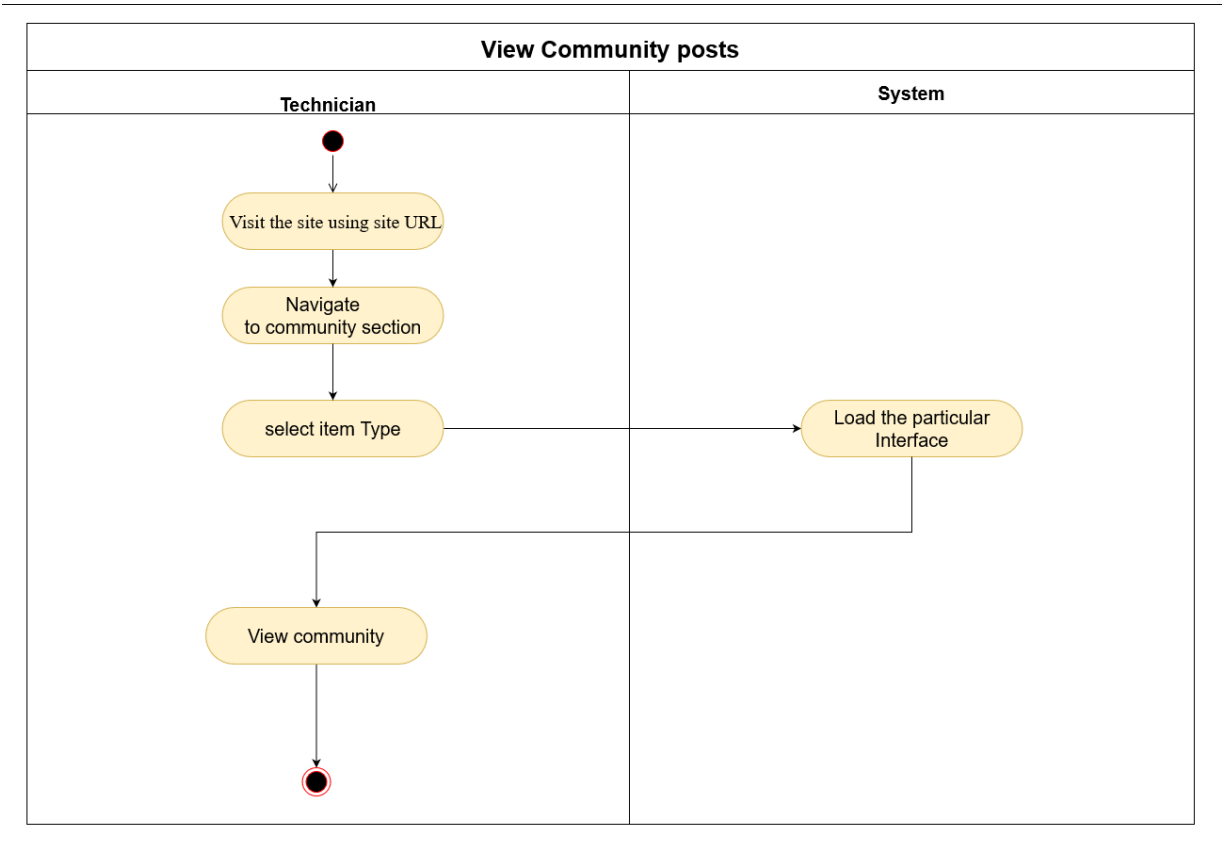 View Community posts
Technician
System
Visit the site using site URL
Navigate
to community section
select item Type
Load the particular
Interface
View community